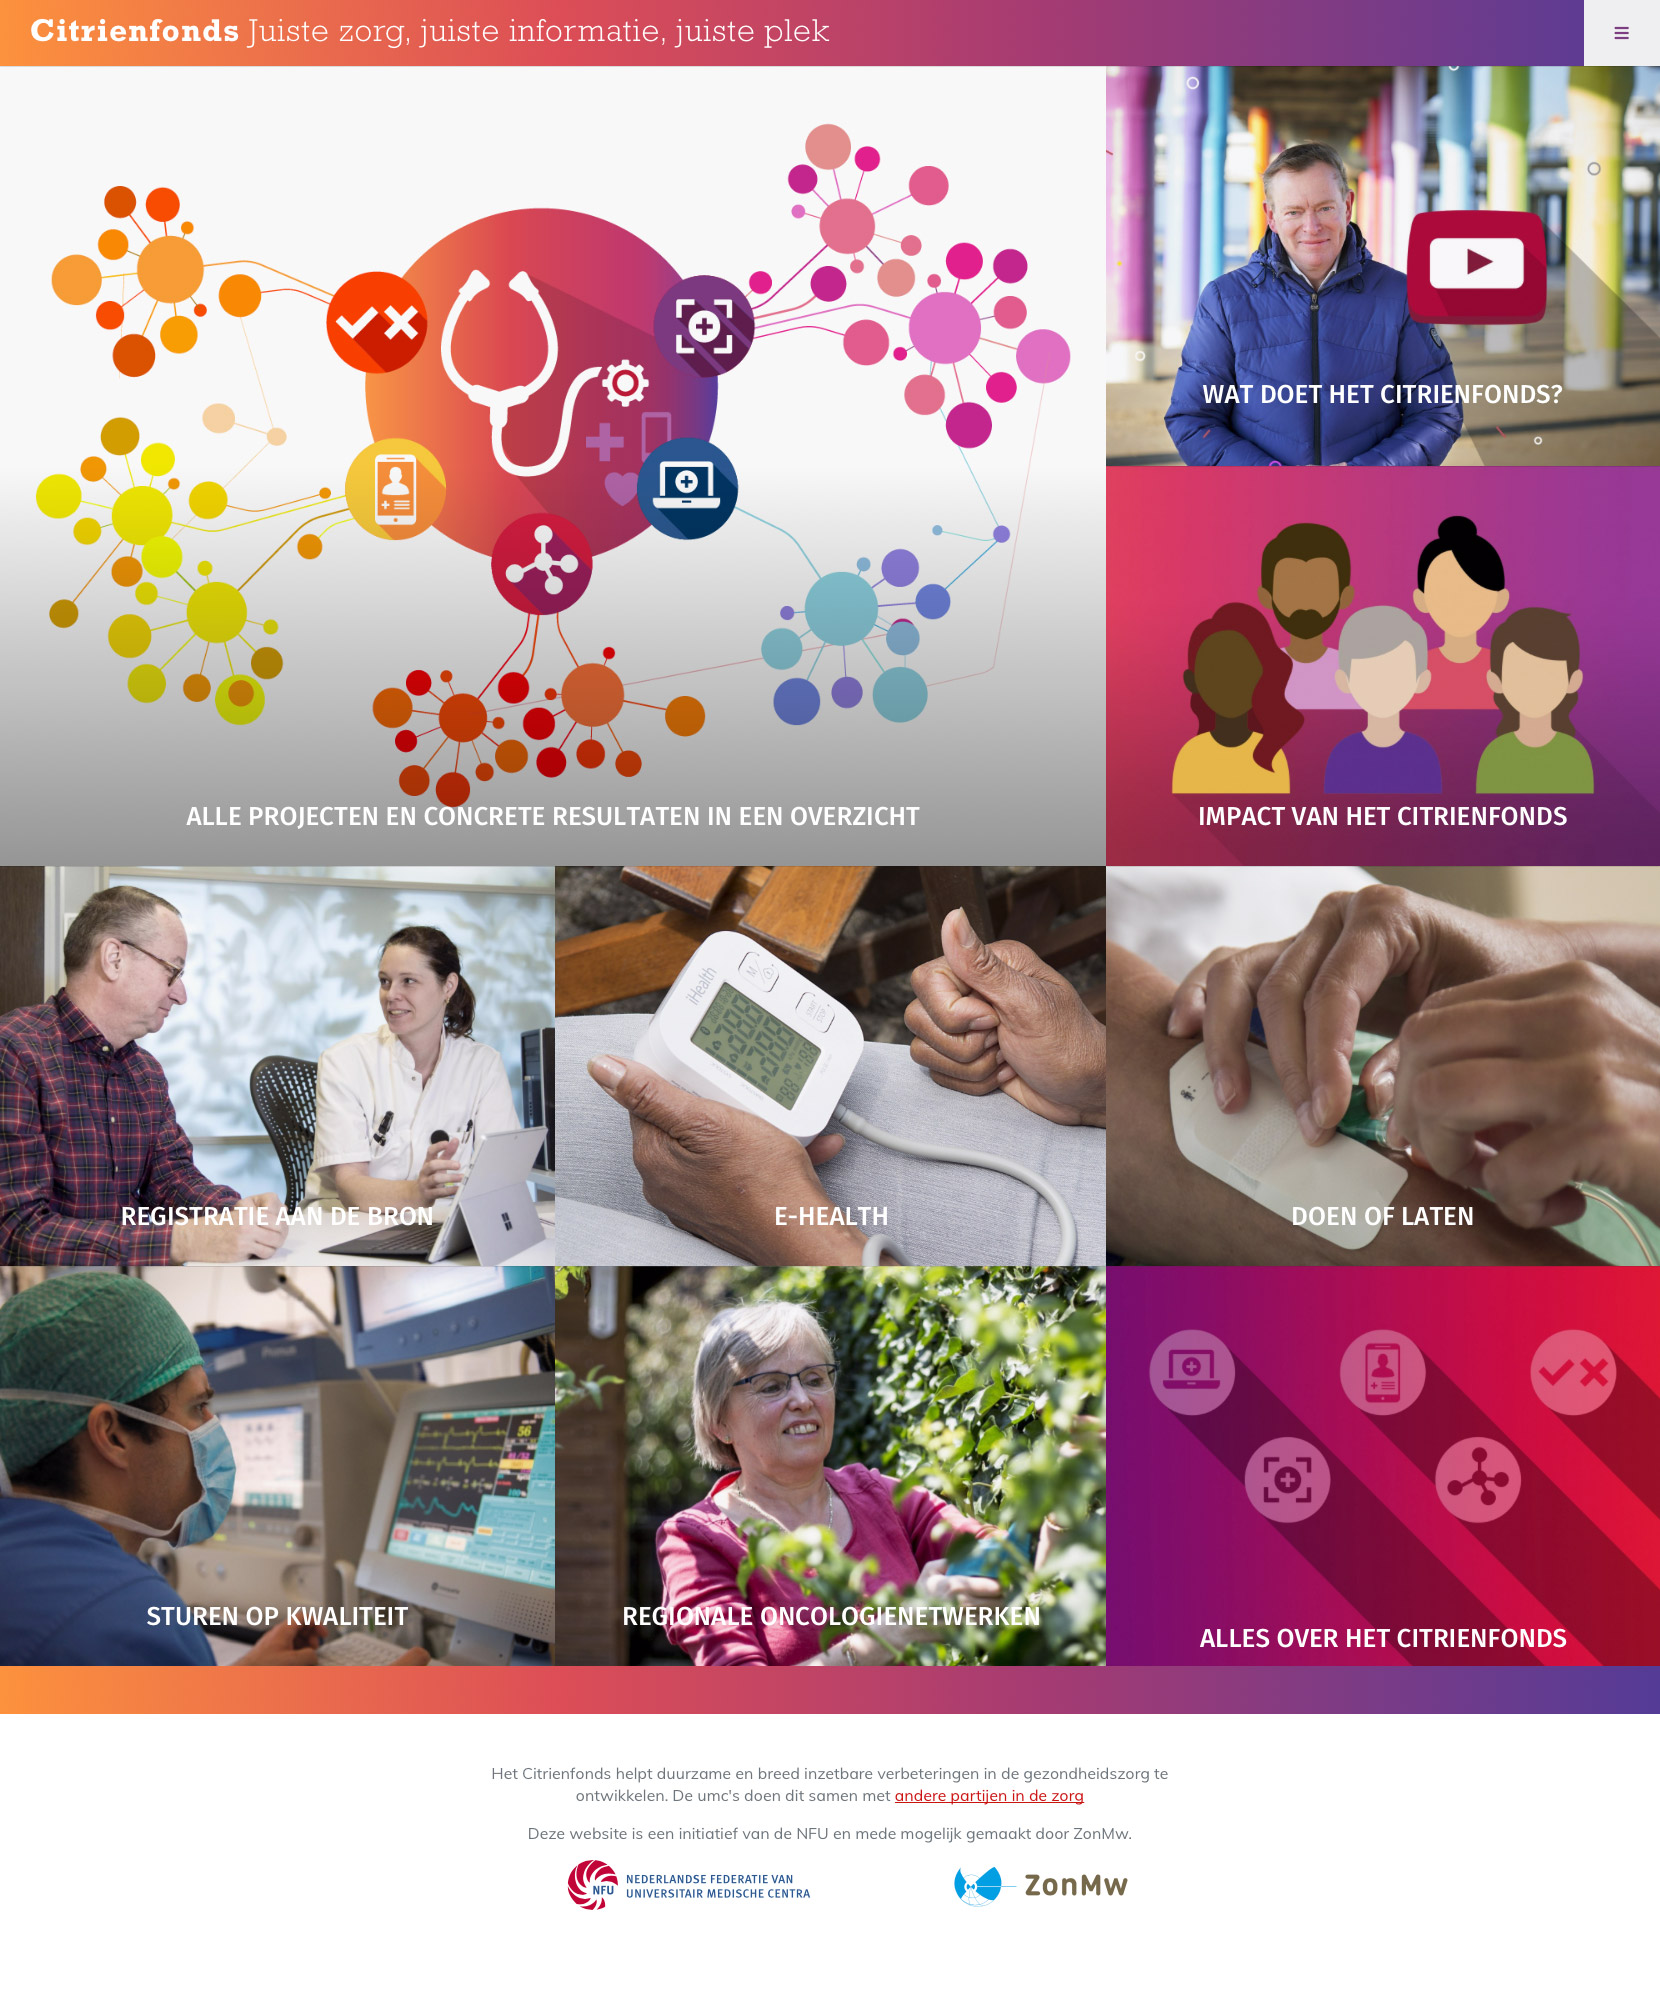 Citrienfonds Juiste zorg, juiste informatie, juiste plek
WAT DOET HET CITRIENFONDS?
ALLE PROJECTEN EN CONCRETE RESULTATEN IN EEN OVERZICHT
IMPACT VAN HET CITRIENFONDS
iHealth
M
START
STOP
REGISTRATIE AAN DE BRON
E-HEALTH
DOEN OF LATEN
56
STUREN OP KWALITEIT
REGIONALE ONCOLOGIENETWERKEN
ALLES OVER HET CITRIENFONDS
Het Citrienfonds helpt duurzame en breed inzetbare verbeteringen in de gezondheidszorg te
ontwikkelen. De umc's doen dit samen met andere partijen in de zorg
Deze website is een initiatief van de NFU en mede mogelijk gemaakt door ZonMw.
NFU
NEDERLANDSE FEDERATIE VAN
UNIVERSITAIR MEDISCHE CENTRA
ZonMw